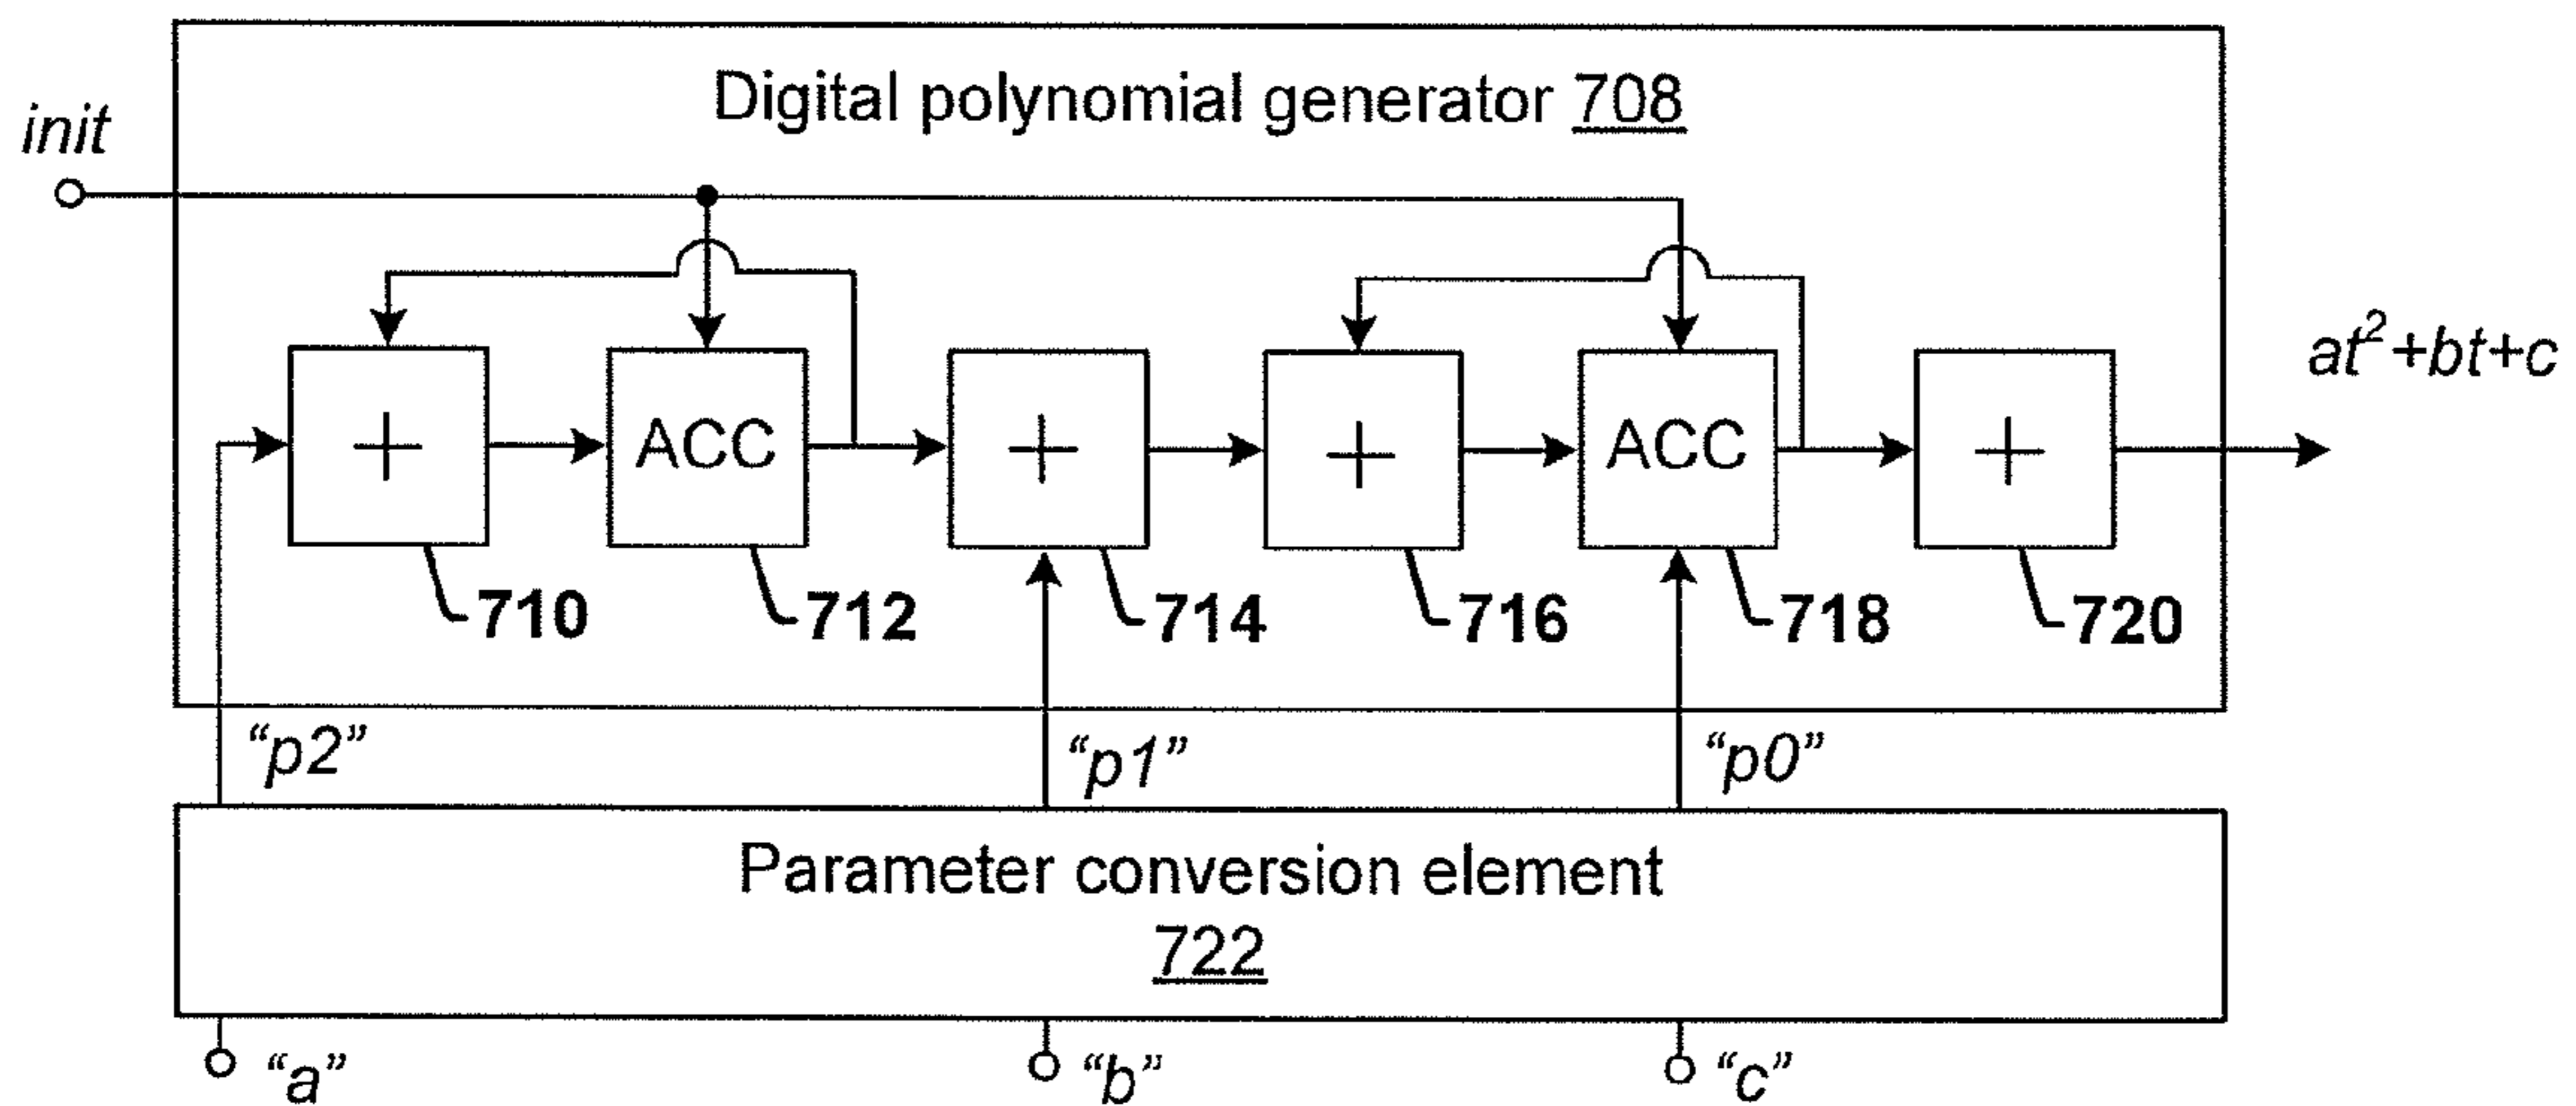 Digital polynomial generator 708
init
at²+bt+c
+
ACC
+
+
ACC
+
710
712
714
716
718
720
“p2”
“p1”
“p0”
Parameter conversion element
722
“a”
“b”
“c”